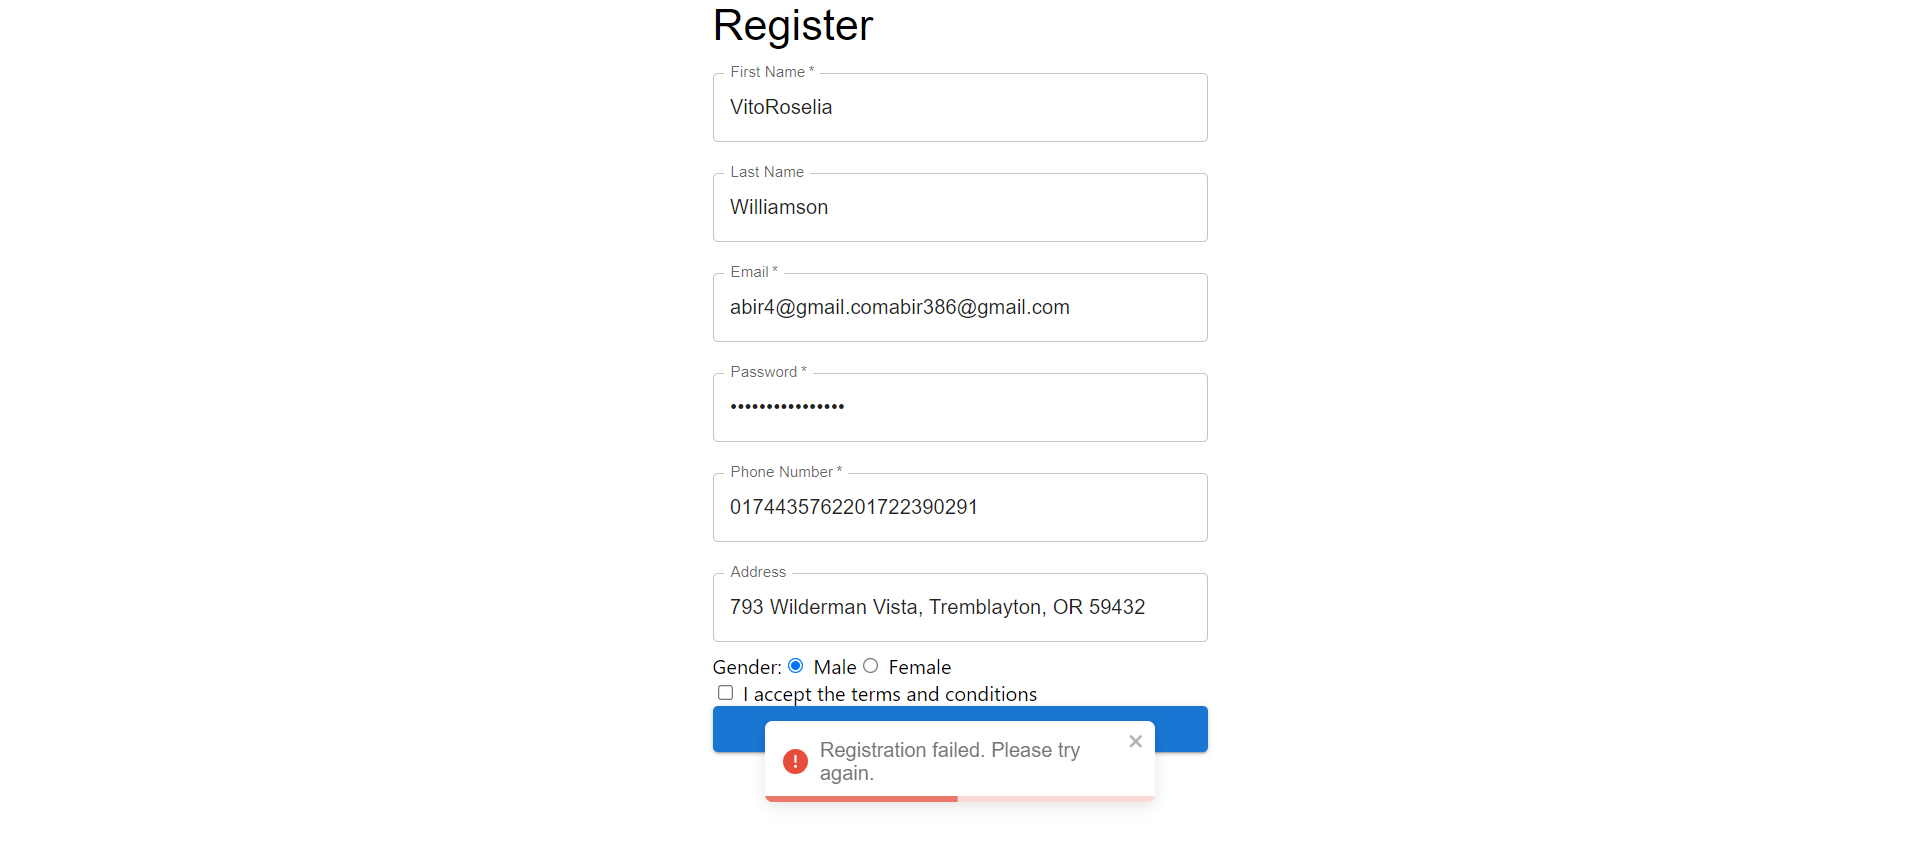 Register
First Name *
VitoRoselia
Last Name
Williamson
Email *
abir4@gmail.comabir386@gmail.com
Password *
••••••••••••••••
Phone Number *
0174435762201722390291
Address
793 Wilderman Vista, Tremblayton, OR 59432
Gender: Male Female
I accept the terms and conditions
Registration failed. Please try
again.